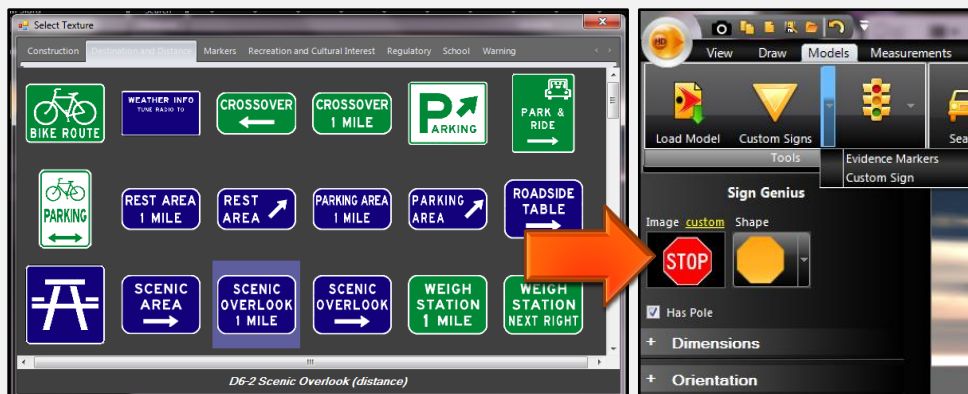 Select Texture
Construction Destination and Distance Markers Recreation and Cultural Interest Regulatory School Warning
BIKE ROUTE
WEATHER INFO
TUNE RADIO TO
CROSSOVER
CROSSOVER
1 MILE
PARKING
PARK &
RIDE
PARKING
REST AREA
1 MILE
REST
AREA
PARKING AREA
1 MILE
PARKING
AREA
ROADSIDE
TABLE
SCENIC
AREA
SCENIC
OVERLOOK
1 MILE
SCENIC
OVERLOOK
WEIGH
STATION
1 MILE
WEIGH
STATION
NEXT RIGHT
D6-2 Scenic Overlook (distance)
HD
View Draw Models Measurements
Load Model Custom Signs Sea
Tools
Evidence Markers
Custom Sign
Sign Genius
Image custom Shape
STOP
Has Pole
+ Dimensions
+ Orientation